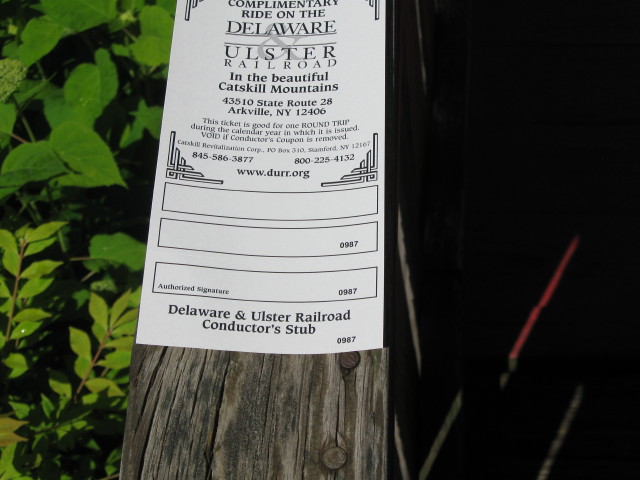 COMPLIMENTARY
RIDE ON THE
DELAWARE
ULSTER
RAILROAD
In the beautiful
Catskill Mountains
43510 State Route 28
Arkville, NY 12406
This ticket is good for one ROUND TRIP
during the calendar year in which it is issued.
VOID if Conductor's Coupon is removed.
Catskill Revitalization Corp., PO Box 310, Stamford, NY 12167
845-586-3877 800-225-4132
www.durr.org
0987
Authorized Signature 0987
Delaware & Ulster Railroad
Conductor's Stub
0987